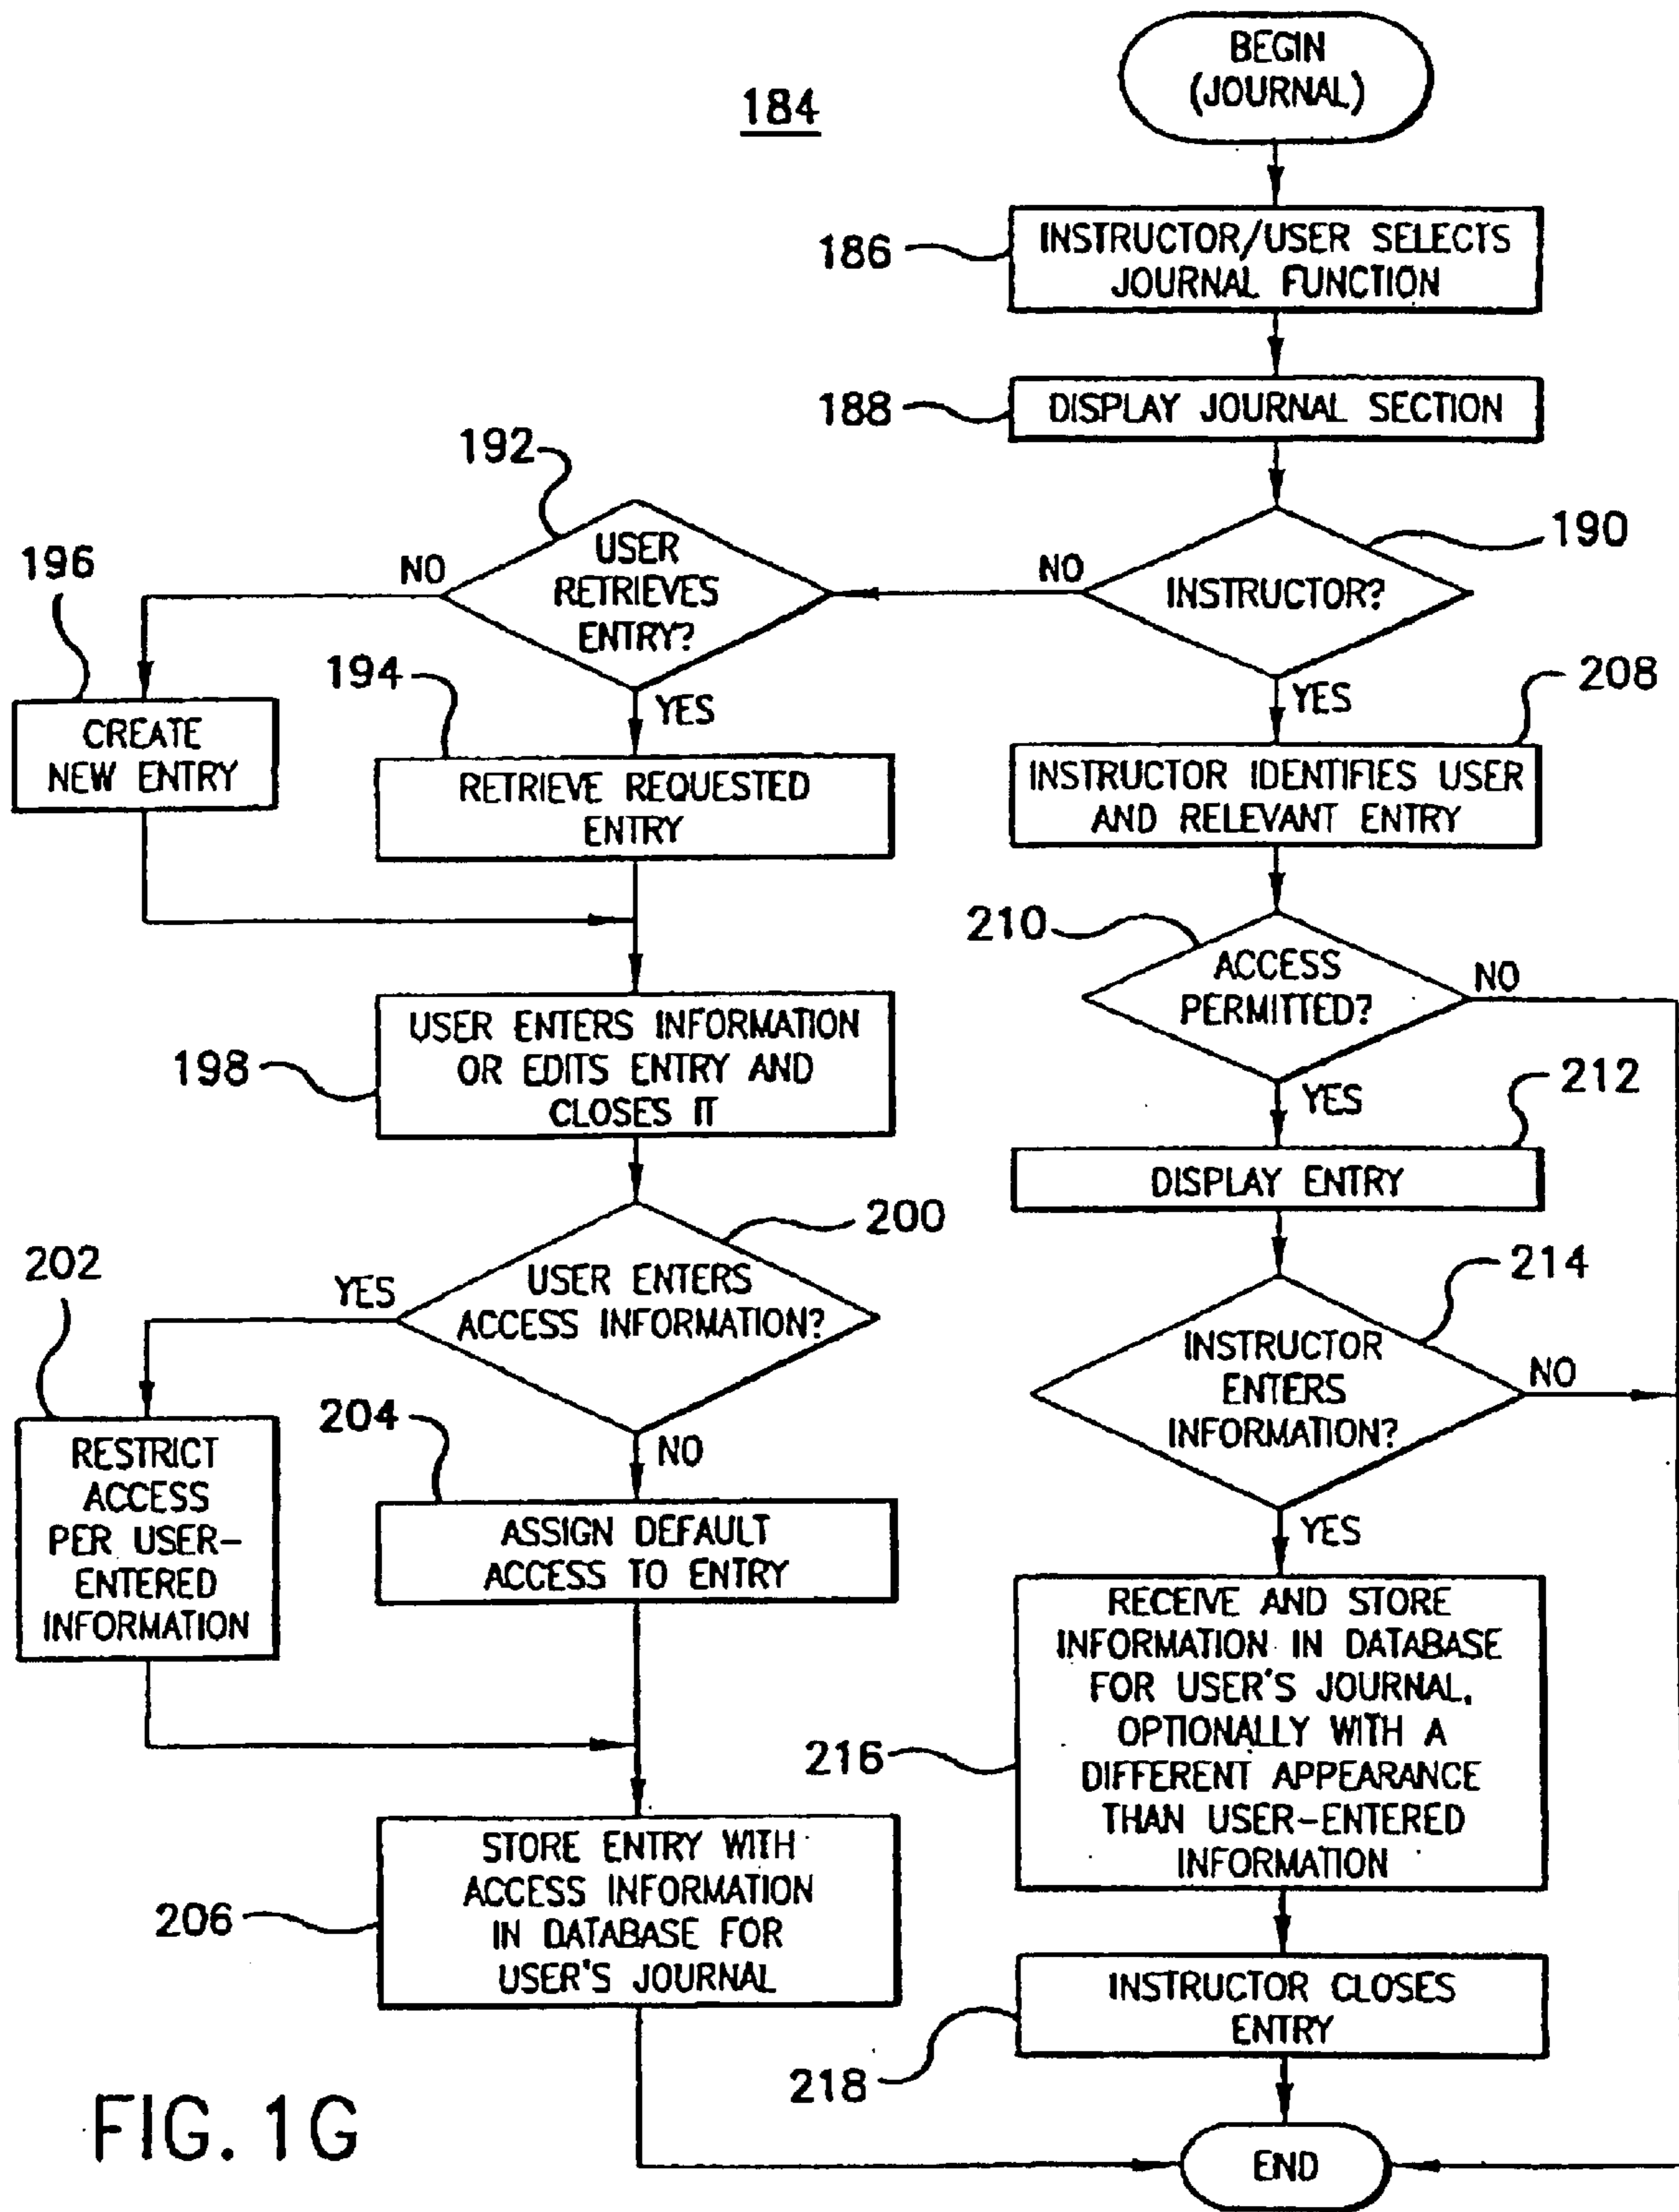 184
BEGIN
(JOURNAL)
186
INSTRUCTOR/USER SELECTS
JOURNAL FUNCTION
188
DISPLAY JOURNAL SECTION
190
INSTRUCTOR?
NO
YES
192
USER
RETRIEVES
ENTRY?
NO
YES
196
CREATE
NEW ENTRY
194
RETRIEVE REQUESTED
ENTRY
198
USER ENTERS INFORMATION
OR EDITS ENTRY AND
CLOSES IT
200
USER ENTERS
ACCESS INFORMATION?
YES
NO
202
RESTRICT
ACCESS
PER USER-
ENTERED
INFORMATION
204
ASSIGN DEFAULT
ACCESS TO ENTRY
206
STORE ENTRY WITH
ACCESS INFORMATION
IN DATABASE FOR
USER'S JOURNAL
208
INSTRUCTOR IDENTIFIES USER
AND RELEVANT ENTRY
210
ACCESS
PERMITTED?
NO
YES
212
DISPLAY ENTRY
214
INSTRUCTOR
ENTERS
INFORMATION?
NO
YES
216
RECEIVE AND STORE
INFORMATION IN DATABASE
FOR USER'S JOURNAL,
OPTIONALLY WITH A
DIFFERENT APPEARANCE
THAN USER-ENTERED
INFORMATION
218
INSTRUCTOR CLOSES
ENTRY
END
FIG. 1G